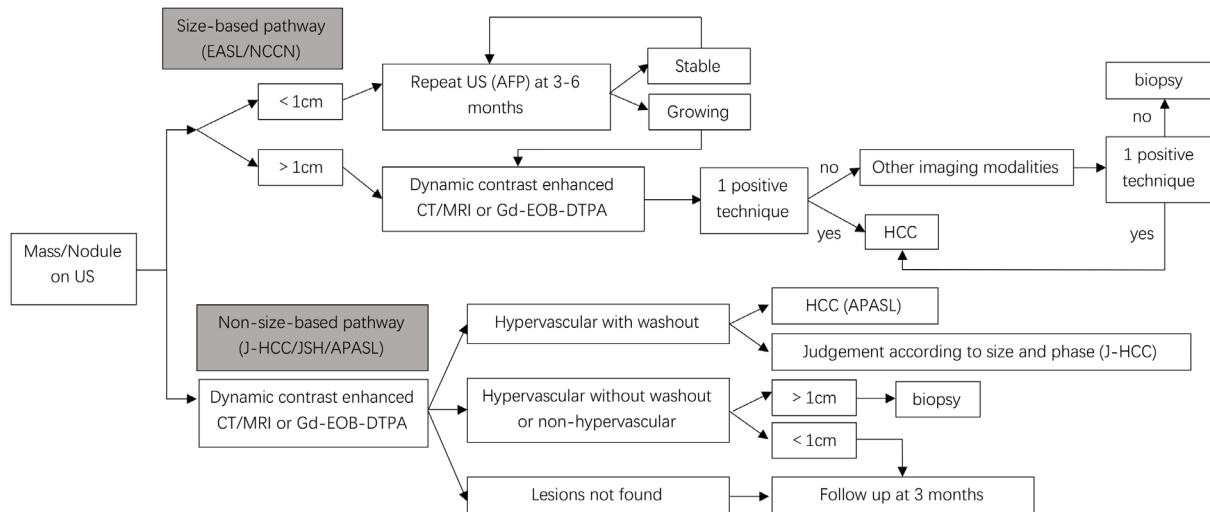 Size-based pathway
(EASL/NCCN)
< 1cm
> 1cm
Repeat US (AFP) at 3-6
months
Stable
Growing
Dynamic contrast enhanced
CT/MRI or Gd-EOB-DTPA
1 positive
technique
no
yes
Other imaging modalities
HCC
1 positive
technique
no
biopsy
yes
Mass/Nodule
on US
Non-size-based pathway
(J-HCC/JSH/APASL)
Dynamic contrast enhanced
CT/MRI or Gd-EOB-DTPA
Hypervascular with washout
HCC (APASL)
Judgement according to size and phase (J-HCC)
Hypervascular without washout
or non-hypervascular
> 1cm
biopsy
< 1cm
Lesions not found
Follow up at 3 months